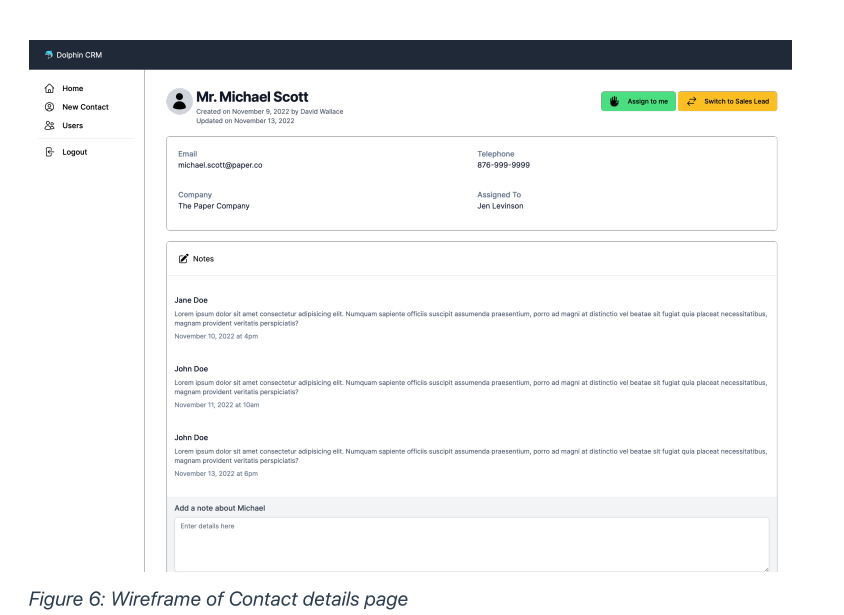 Dolphin CRM
Home
New Contact
Users
Logout
Mr. Michael Scott
Created on November 9, 2022 by David Wallace
Updated on November 13, 2022
Assign to me
Switch to Sales Lead
Email
michael.scott@paper.co
Telephone
876-999-9999
Company
The Paper Company
Assigned To
Jen Levinson
Notes
Jane Doe
Lorem ipsum dolor sit amet consectetur adipisicing elit. Numquam sapiente officiis suscipit assumenda praesentium, porro ad magni at distinctio vel beatae sit fugiat quia placeat necessitatibus,
magnam provident veritatis perspiciatis?
November 10, 2022 at 4pm
John Doe
Lorem ipsum dolor sit amet consectetur adipisicing elit. Numquam sapiente officiis suscipit assumenda praesentium, porro ad magni at distinctio vel beatae sit fugiat quia placeat necessitatibus,
magnam provident veritatis perspiciatis?
November 11, 2022 at 10am
John Doe
Lorem ipsum dolor sit amet consectetur adipisicing elit. Numquam sapiente officiis suscipit assumenda praesentium, porro ad magni at distinctio vel beatae sit fugiat quia placeat necessitatibus,
magnam provident veritatis perspiciatis?
November 13, 2022 at 6pm
Add a note about Michael
Enter details here
Figure 6: Wireframe of Contact details page